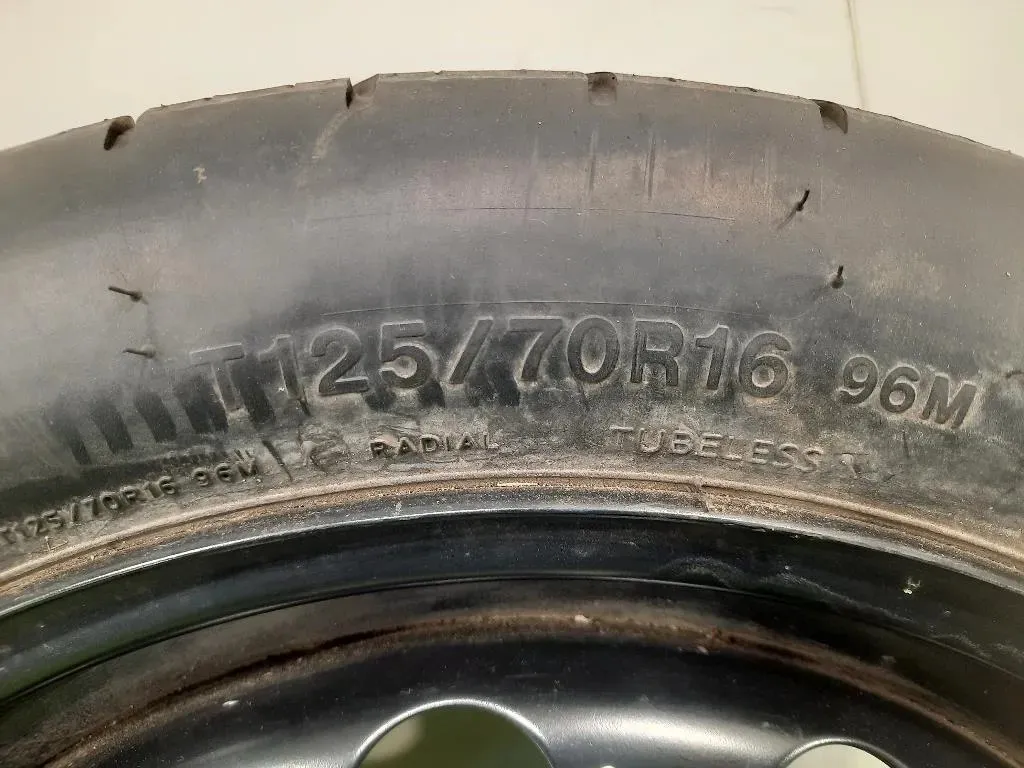 T125/70R16 96M
T125/70R16 96M RADIAL TUBELESS